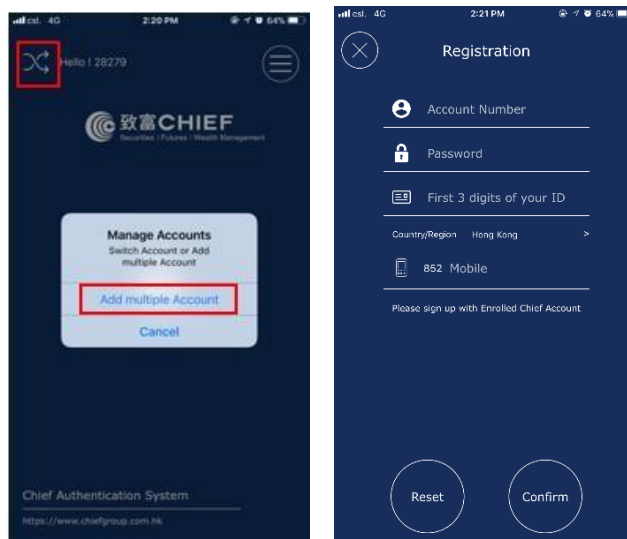 csl. 4G 2:20 PM 64%
Hello ! 28279
致富CHIEF
Securities | Futures | Wealth Management
Manage Accounts
Switch Account or Add
multiple Account
Add multiple Account
Cancel
Chief Authentication System
https://www.chiefgroup.com.hk
csl. 4G 2:21 PM 64%
Registration
Account Number
Password
First 3 digits of your ID
Country/Region Hong Kong >
852 Mobile
Please sign up with Enrolled Chief Account
Reset Confirm